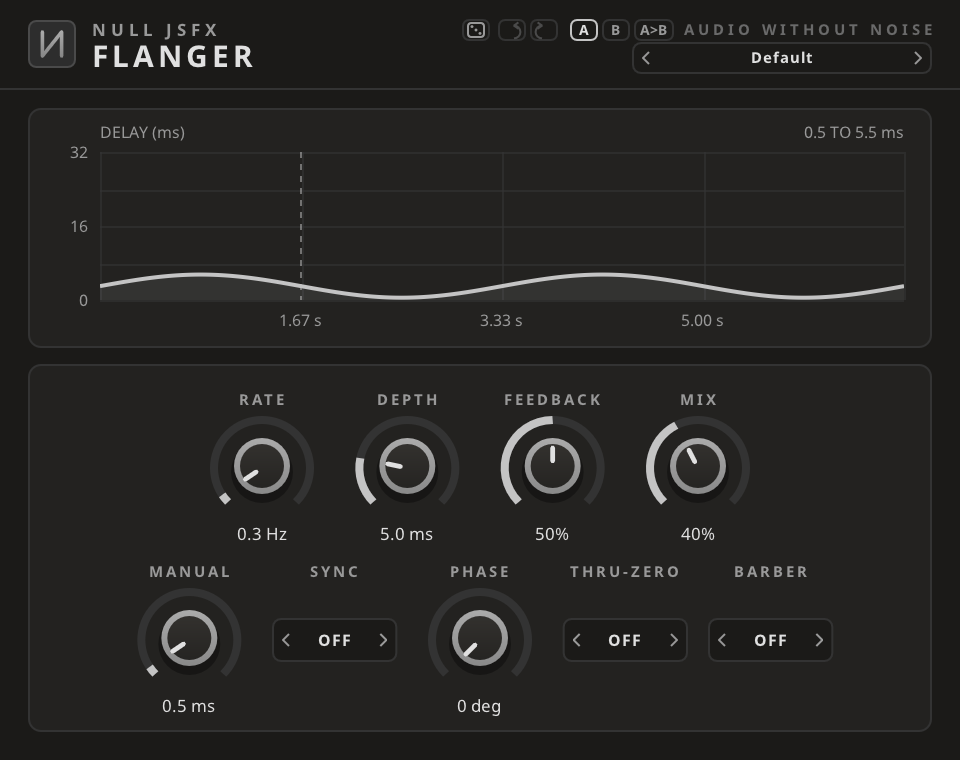 NULL JSFX
FLANGER
A B A>B AUDIO WITHOUT NOISE
Default
DELAY (ms) 0.5 TO 5.5 ms
32
16
0
1.67 s 3.33 s 5.00 s
RATE DEPTH FEEDBACK MIX
0.3 Hz 5.0 ms 50% 40%
MANUAL SYNC PHASE THRU-ZERO BARBER
OFF OFF OFF
0.5 ms 0 deg